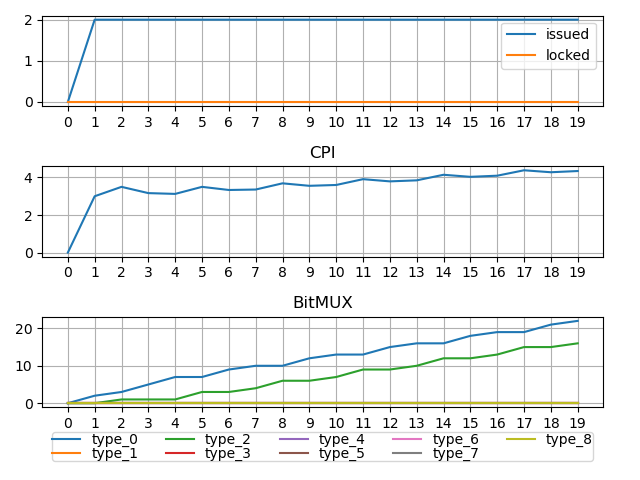 2
issued
1
locked
0
0 1 2 3 4 5 6 7 8 9 10 11 12 13 14 15 16 17 18 19
CPI
4
2
0
0 1 2 3 4 5 6 7 8 9 10 11 12 13 14 15 16 17 18 19
BitMUX
20
10
0
0 1 2 3 4 5 6 7 8 9 10 11 12 13 14 15 16 17 18 19
type_0 type_2 type_4 type_6 type_8
type_1 type_3 type_5 type_7